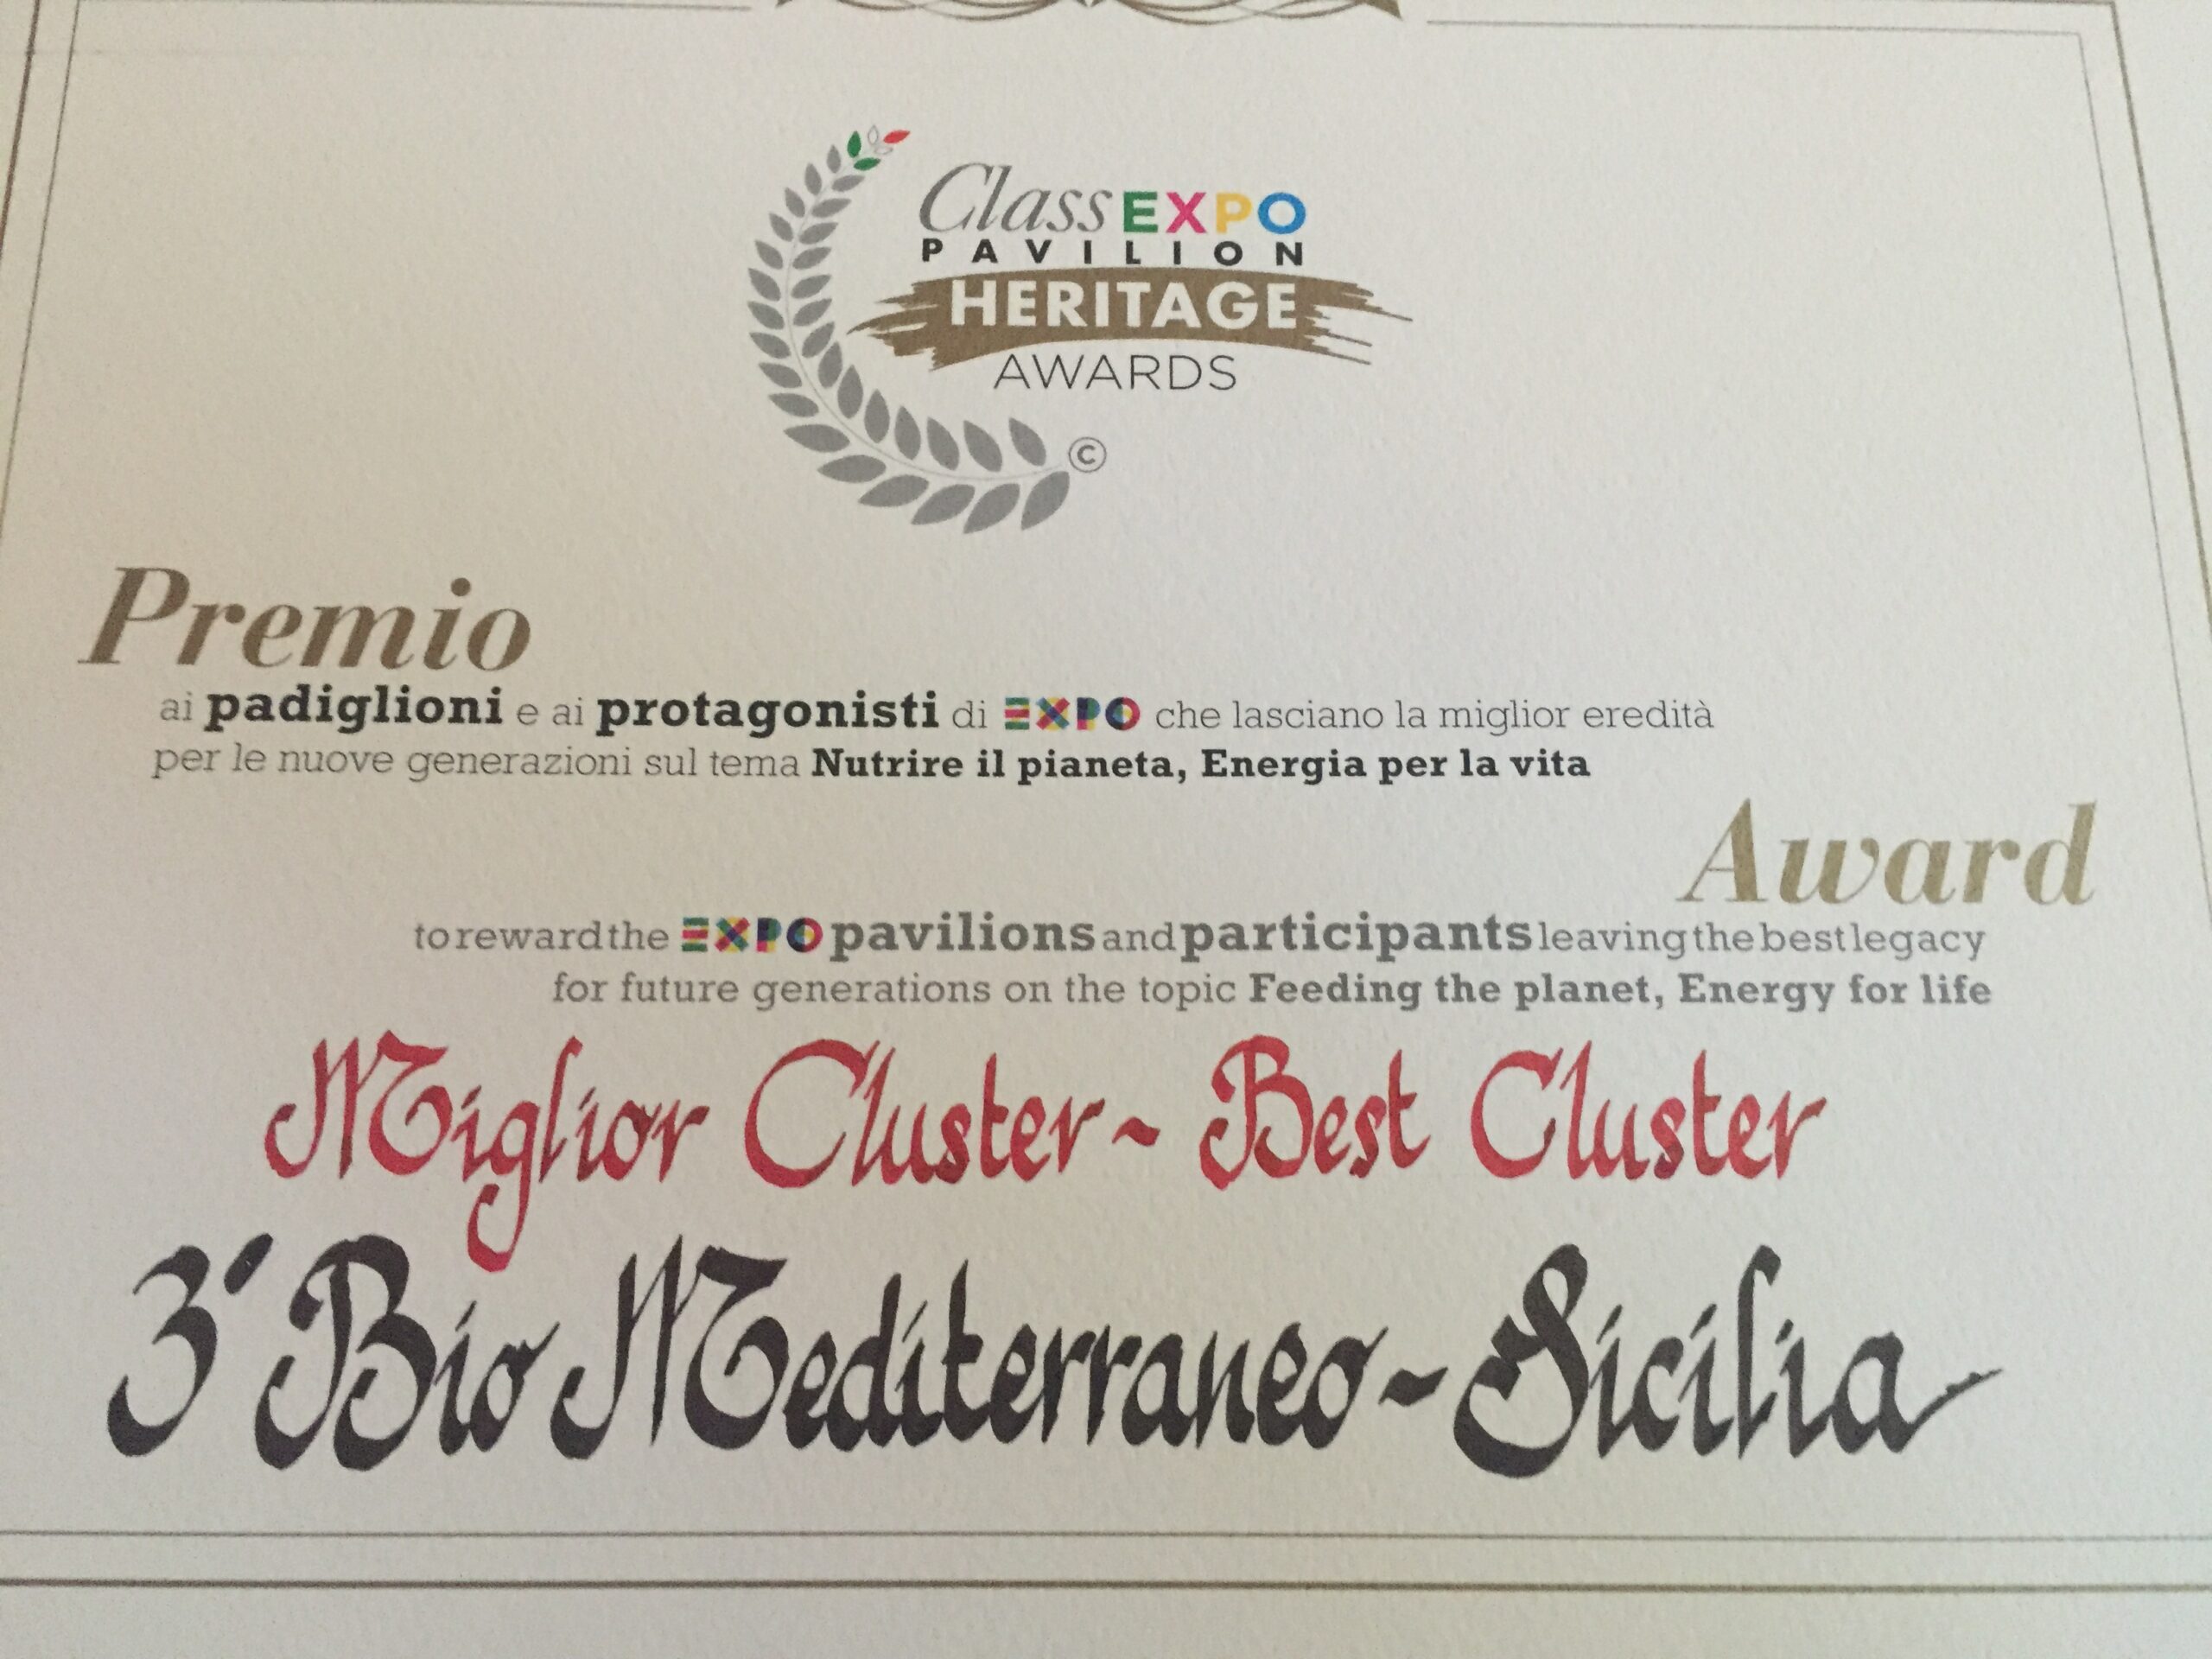 Class EXPO
PAVILION
HERITAGE
AWARDS
©
Premio
ai padiglioni e ai protagonisti di EXPO che lasciano la miglior eredità
per le nuove generazioni sul tema Nutrire il pianeta, Energia per la vita
Award
to reward the EXPO pavilions and participants leaving the best legacy
for future generations on the topic Feeding the planet, Energy for life
Miglior Cluster ~ Best Cluster
3° Bio Mediterraneo ~ Sicilia